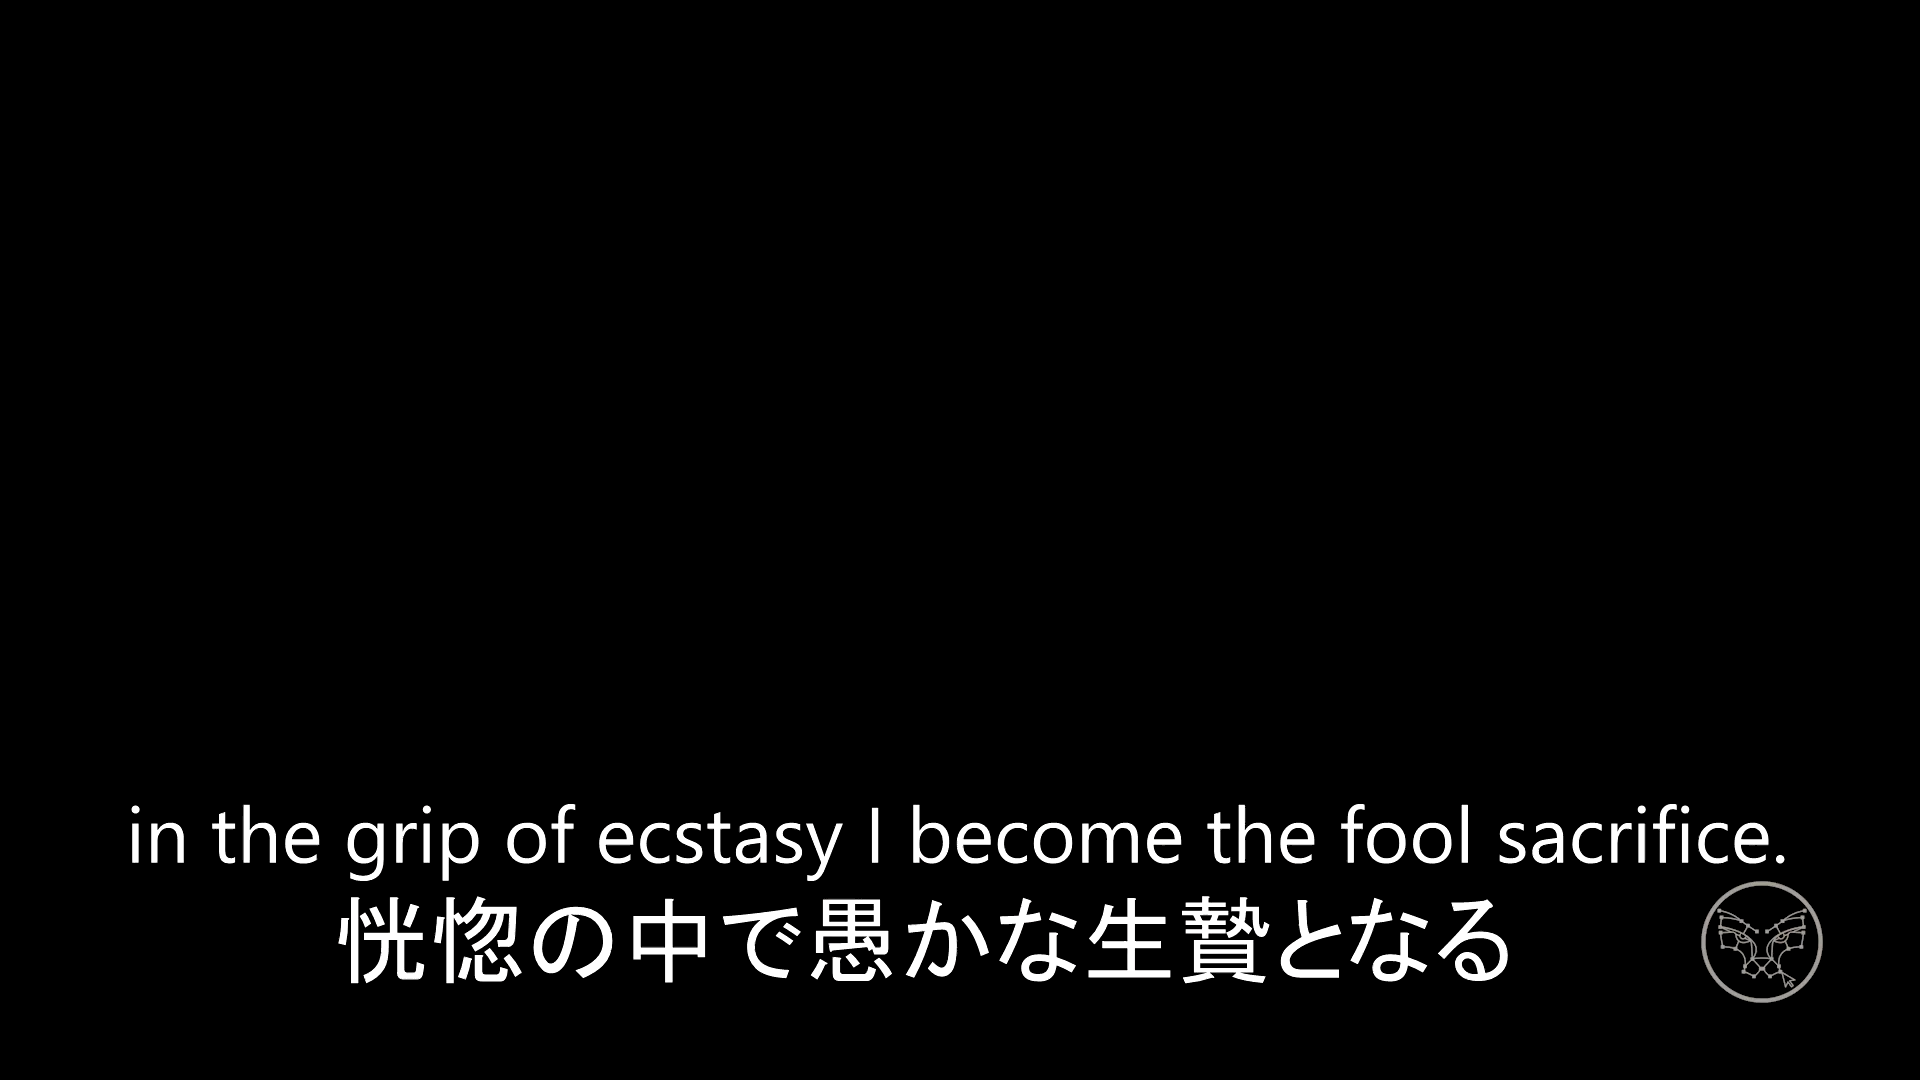 in the grip of ecstasy I become the fool sacrifice.
恍惚の中で愚かな生贄となる